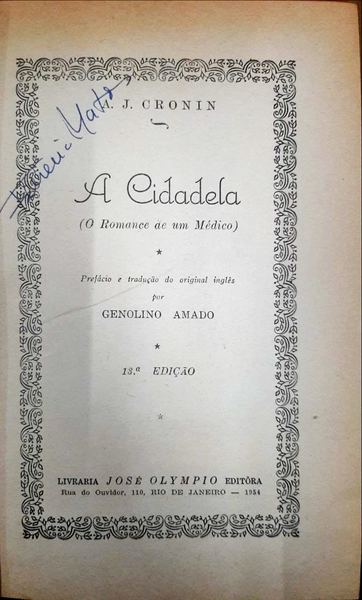 A. J. CRONIN
A Cidadela
(O Romance de um Médico)
Prefácio e tradução do original inglês
por
GENOLINO AMADO
13.ª EDIÇÃO
LIVRARIA JOSÉ OLYMPIO EDITÔRA
Rua do Ouvidor, 110, RIO DE JANEIRO — 1954